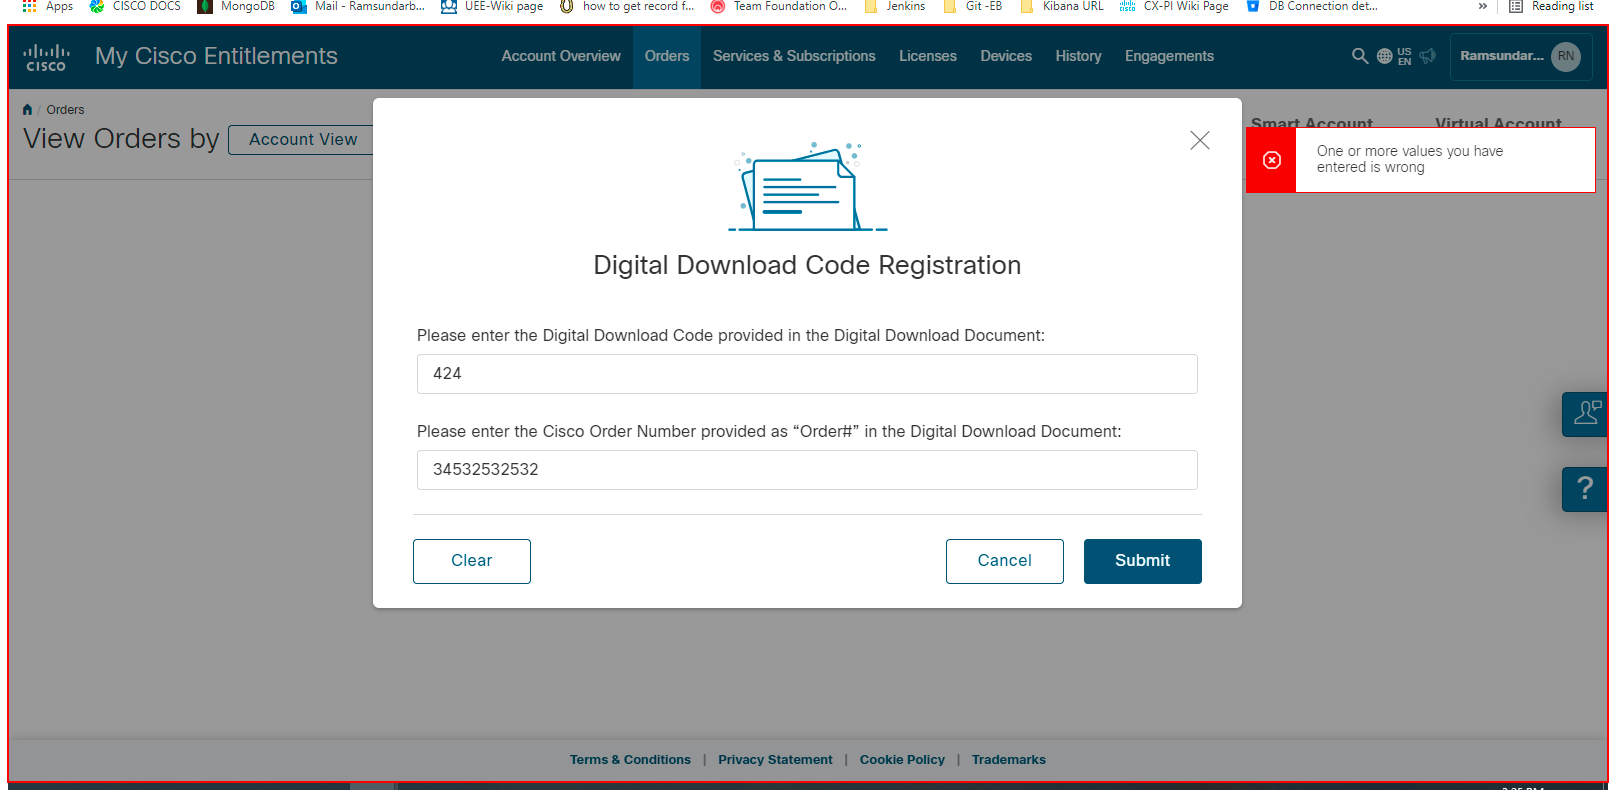 Apps CISCO DOCS MongoDB Mail - Ramsundarb... UEE-Wiki page how to get record f... Team Foundation O... Jenkins Git -EB Kibana URL CX-PI Wiki Page DB Connection det... » Reading list
CISCO My Cisco Entitlements Account Overview Orders Services & Subscriptions Licenses Devices History Engagements US EN Ramsundar... RN
/ Orders
View Orders by Account View
Smart Account Virtual Account
One or more values you have
entered is wrong
Digital Download Code Registration
Please enter the Digital Download Code provided in the Digital Download Document:
424
Please enter the Cisco Order Number provided as “Order#” in the Digital Download Document:
34532532532
?
Clear Cancel Submit
Terms & Conditions | Privacy Statement | Cookie Policy | Trademarks